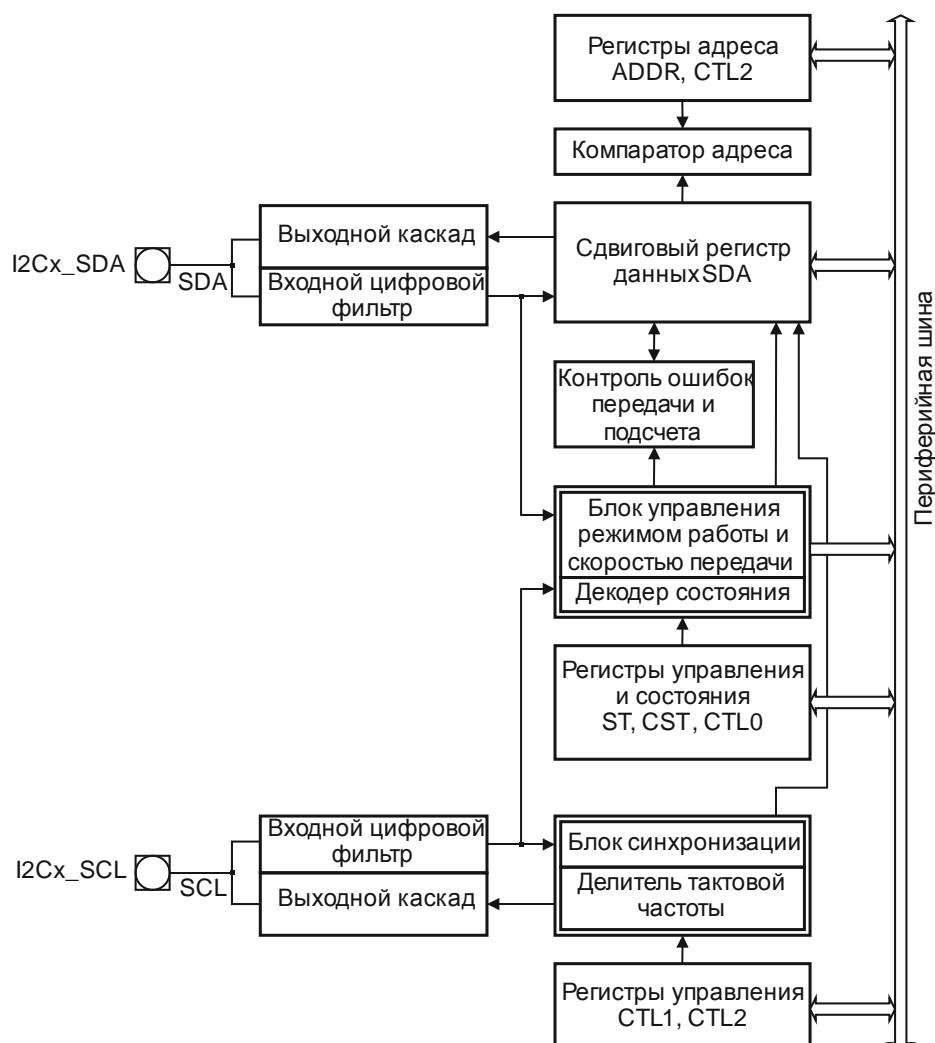 Регистры адреса
ADDR, CTL2
Компаратор адреса
I2Cx_SDA
SDA
Выходной каскад
Входной цифровой
фильтр
Сдвиговый регистр
данных SDA
Контроль ошибок
передачи и
подсчета
Блок управления
режимом работы и
скоростью передачи
Декодер состояния
Регистры управления
и состояния
ST, CST, CTL0
I2Cx_SCL
SCL
Входной цифровой
фильтр
Выходной каскад
Блок синхронизации
Делитель тактовой
частоты
Регистры управления
CTL1, CTL2
Периферийная шина